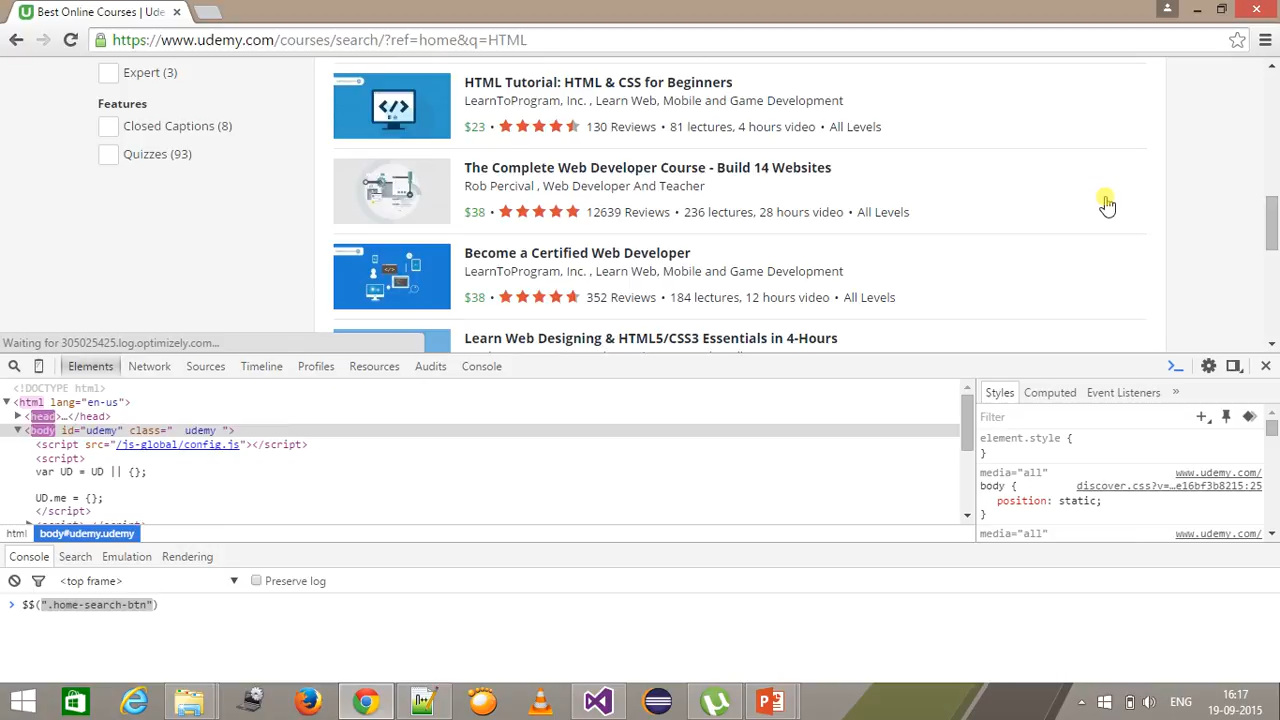 Best Online Courses | Ude
https://www.udemy.com/courses/search/?ref=home&q=HTML
Expert (3)
Features
Closed Captions (8)
Quizzes (93)
HTML Tutorial: HTML & CSS for Beginners
LearnToProgram, Inc. , Learn Web, Mobile and Game Development
$23 • 130 Reviews • 81 lectures, 4 hours video • All Levels
The Complete Web Developer Course - Build 14 Websites
Rob Percival , Web Developer And Teacher
$38 • 12639 Reviews • 236 lectures, 28 hours video • All Levels
Become a Certified Web Developer
LearnToProgram, Inc. , Learn Web, Mobile and Game Development
$38 • 352 Reviews • 184 lectures, 12 hours video • All Levels
Learn Web Designing & HTML5/CSS3 Essentials in 4-Hours
Waiting for 305025425.log.optimizely.com...
Elements Network Sources Timeline Profiles Resources Audits Console
<!DOCTYPE html>
<html lang="en-us">
<head>…</head>
<body id="udemy" class="  udemy ">
<script src="/js-global/config.js"></script>
<script>
var UD = UD || {};
UD.me = {};
</script>
html body#udemy.udemy
Styles Computed Event Listeners »
Filter
element.style {
}
media="all" www.udemy.com/
body { discover.css?v=…e16bf3b8215:25
position: static;
}
media="all" www.udemy.com/
Console Search Emulation Rendering
<top frame> Preserve log
$$(".home-search-btn")
ENG
16:17
19-09-2015